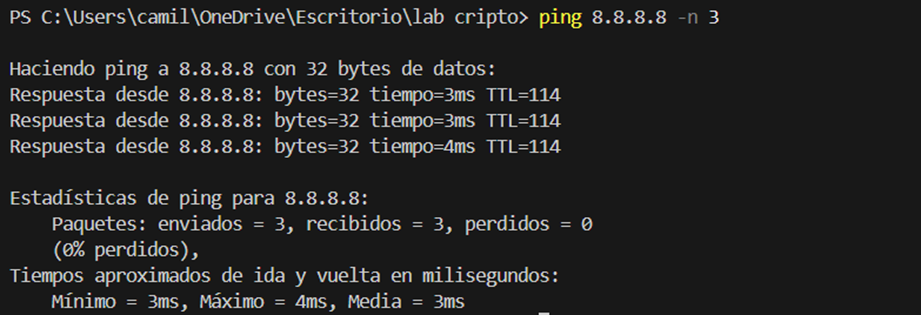 PS C:\Users\camil\OneDrive\Escritorio\lab cripto> ping 8.8.8.8 -n 3
Haciendo ping a 8.8.8.8 con 32 bytes de datos:
Respuesta desde 8.8.8.8: bytes=32 tiempo=3ms TTL=114
Respuesta desde 8.8.8.8: bytes=32 tiempo=3ms TTL=114
Respuesta desde 8.8.8.8: bytes=32 tiempo=4ms TTL=114
Estadísticas de ping para 8.8.8.8:
    Paquetes: enviados = 3, recibidos = 3, perdidos = 0
    (0% perdidos),
Tiempos aproximados de ida y vuelta en milisegundos:
    Mínimo = 3ms, Máximo = 4ms, Media = 3ms